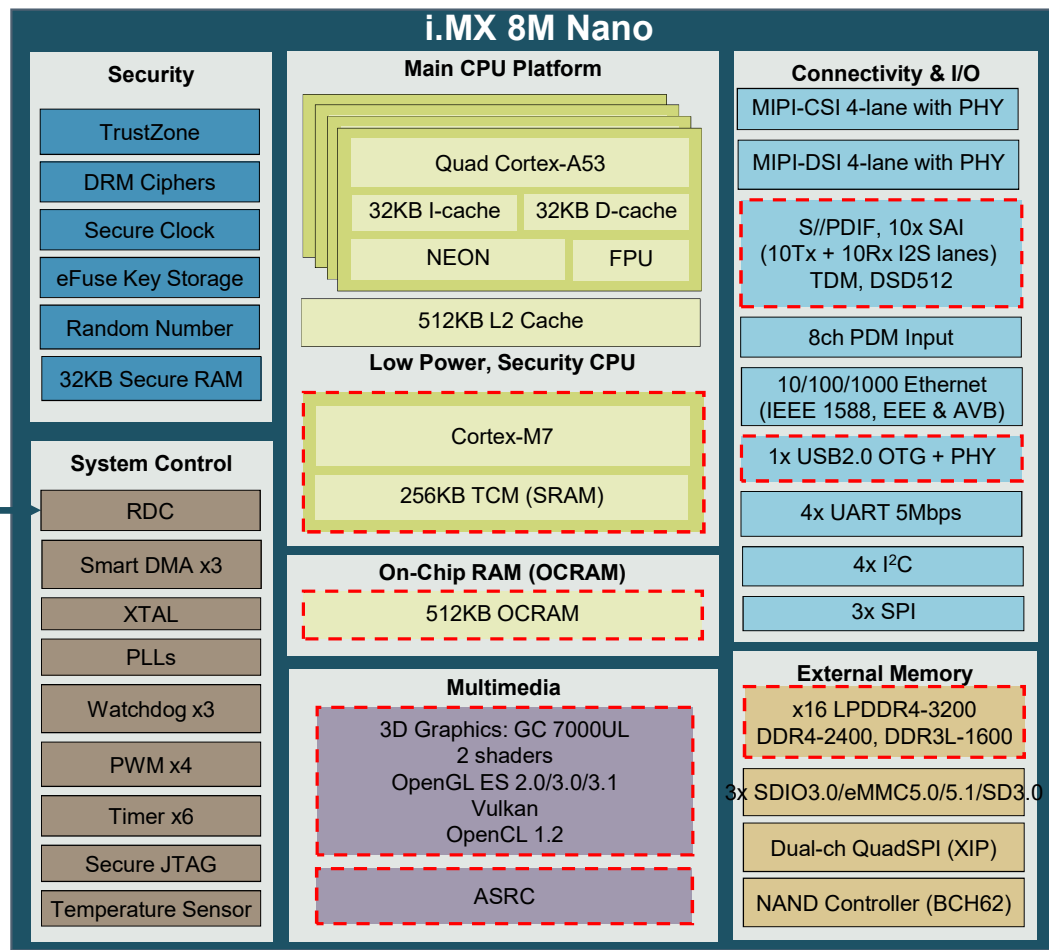 i.MX 8M Nano
Security
TrustZone
DRM Ciphers
Secure Clock
eFuse Key Storage
Random Number
32KB Secure RAM
System Control
RDC
Smart DMA x3
XTAL
PLLs
Watchdog x3
PWM x4
Timer x6
Secure JTAG
Temperature Sensor
Main CPU Platform
Quad Cortex-A53
32KB I-cache
32KB D-cache
NEON
FPU
512KB L2 Cache
Low Power, Security CPU
Cortex-M7
256KB TCM (SRAM)
On-Chip RAM (OCRAM)
512KB OCRAM
Multimedia
3D Graphics: GC 7000UL
2 shaders
OpenGL ES 2.0/3.0/3.1
Vulkan
OpenCL 1.2
ASRC
Connectivity & I/O
MIPI-CSI 4-lane with PHY
MIPI-DSI 4-lane with PHY
S//PDIF, 10x SAI
(10Tx + 10Rx I2S lanes)
TDM, DSD512
8ch PDM Input
10/100/1000 Ethernet
(IEEE 1588, EEE & AVB)
1x USB2.0 OTG + PHY
4x UART 5Mbps
4x I²C
3x SPI
External Memory
x16 LPDDR4-3200
DDR4-2400, DDR3L-1600
3x SDIO3.0/eMMC5.0/5.1/SD3.0
Dual-ch QuadSPI (XIP)
NAND Controller (BCH62)